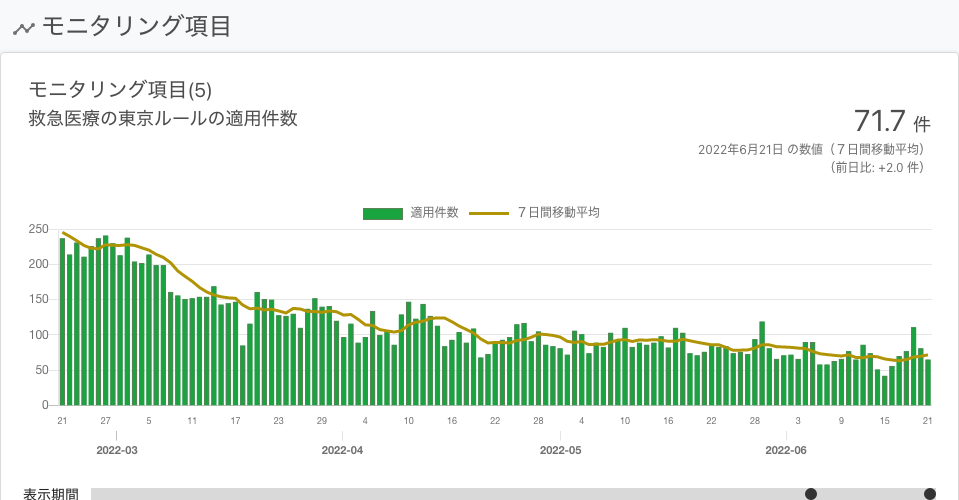 モニタリング項目
モニタリング項目(5)
救急医療の東京ルールの適用件数
71.7 件
2022年6月21日 の数値（７日間移動平均）
（前日比: +2.0 件）
適用件数 ７日間移動平均
250
200
150
100
50
0
21 27 5 11 17 23 29 4 10 16 22 28 4 10 16 22 28 3 9 15 21
2022-03 2022-04 2022-05 2022-06
表示期間